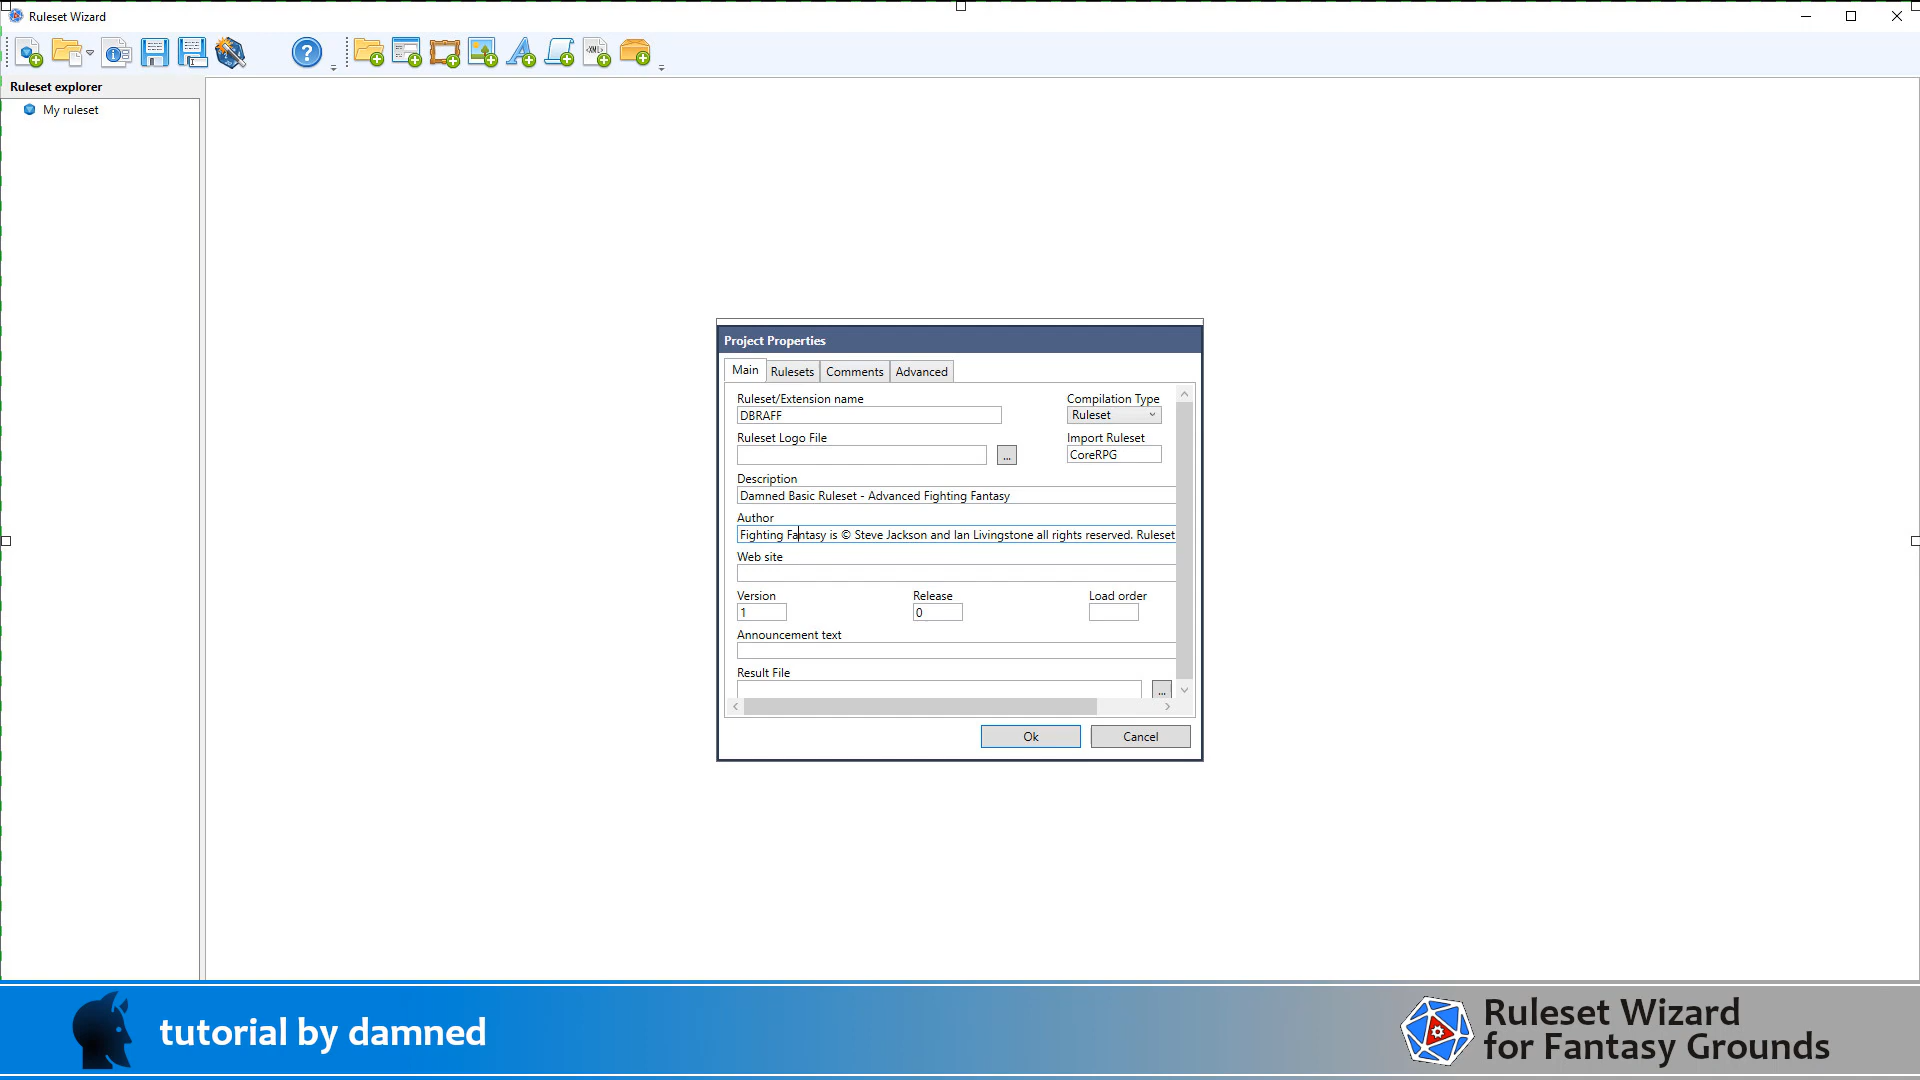 Ruleset Wizard
Ruleset explorer
My ruleset
Project Properties
Main Rulesets Comments Advanced
Ruleset/Extension name
Compilation Type
DBRAFF
Ruleset
Ruleset Logo File
Import Ruleset
...
CoreRPG
Description
Damned Basic Ruleset - Advanced Fighting Fantasy
Author
Fighting Fantasy is © Steve Jackson and Ian Livingstone all rights reserved. Ruleset
Web site
Version Release Load order
1 0
Announcement text
Result File
...
Ok Cancel
tutorial by damned
Ruleset Wizard
for Fantasy Grounds